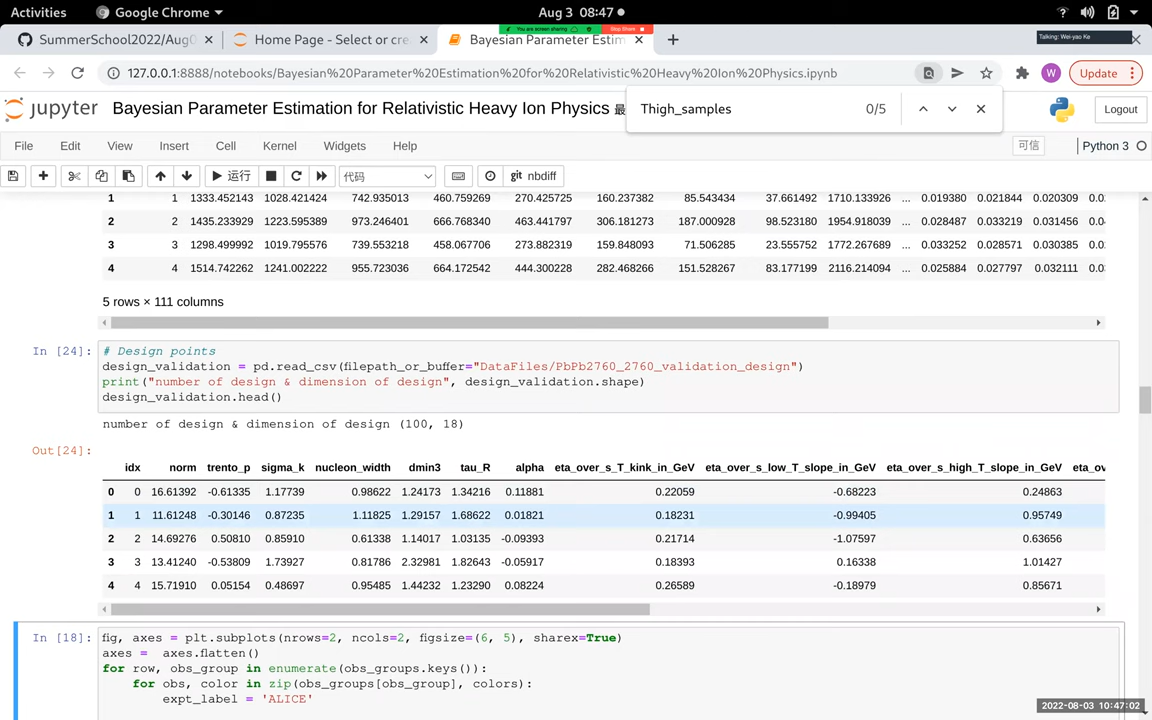 Activities
Google Chrome
Aug 3 08:47
SummerSchool2022/Aug0
Home Page - Select or cre
You are screen sharing
Stop Share
Bayesian Parameter Estim
Talking: Wei-yao Ke
127.0.0.1:8888/notebooks/Bayesian%20Parameter%20Estimation%20for%20Relativistic%20Heavy%20Ion%20Physics.ipynb
W
Update
Thigh_samples 0/5
jupyter
Bayesian Parameter Estimation for Relativistic Heavy Ion Physics 最
Logout
File Edit View Insert Cell Kernel Widgets Help
可信
Python 3
运行
代码
git nbdiff
1 1 1333.452143 1028.421424 742.935013 460.759269 270.425725 160.237382 85.543434 37.661492 1710.133926 ... 0.019380 0.021844 0.020309 0.0
2 2 1435.233929 1223.595389 973.246401 666.768340 463.441797 306.181273 187.000928 98.523180 1954.918039 ... 0.028487 0.033219 0.031456 0.0
3 3 1298.499992 1019.795576 739.553218 458.067706 273.882319 159.848093 71.506285 23.555752 1772.267689 ... 0.033252 0.028571 0.030385 0.0
4 4 1514.742262 1241.002222 955.723036 664.172542 444.300228 282.468266 151.528267 83.177199 2116.214094 ... 0.025884 0.027797 0.032111 0.0
5 rows × 111 columns
In [24]:
# Design points
design_validation = pd.read_csv(filepath_or_buffer="DataFiles/PbPb2760_2760_validation_design")
print("number of design & dimension of design", design_validation.shape)
design_validation.head()
number of design & dimension of design (100, 18)
Out[24]:
idx norm trento_p sigma_k nucleon_width dmin3 tau_R alpha eta_over_s_T_kink_in_GeV eta_over_s_low_T_slope_in_GeV eta_over_s_high_T_slope_in_GeV eta_ov
0 0 16.61392 -0.61335 1.17739 0.98622 1.24173 1.34216 0.11881 0.22059 -0.68223 0.24863
1 1 11.61248 -0.30146 0.87235 1.11825 1.29157 1.68622 0.01821 0.18231 -0.99405 0.95749
2 2 14.69276 0.50810 0.85910 0.61338 1.14017 1.03135 -0.09393 0.21714 -1.07597 0.63656
3 3 13.41240 -0.53809 1.73927 0.81786 2.32981 1.82643 -0.05917 0.18393 0.16338 1.01427
4 4 15.71910 0.05154 0.48697 0.95485 1.44232 1.23290 0.08224 0.26589 -0.18979 0.85671
In [18]:
fig, axes = plt.subplots(nrows=2, ncols=2, figsize=(6, 5), sharex=True)
axes = axes.flatten()
for row, obs_group in enumerate(obs_groups.keys()):
for obs, color in zip(obs_groups[obs_group], colors):
expt_label = 'ALICE'
2022-08-03 10:47:02